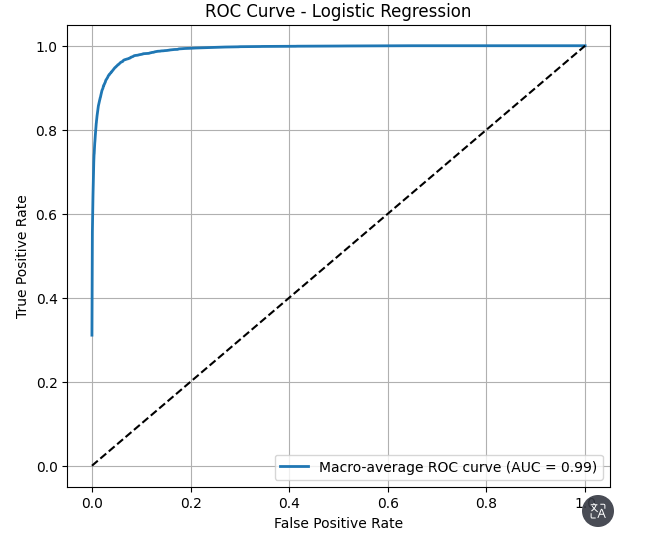 ROC Curve - Logistic Regression
1.0
0.8
0.6
0.4
0.2
0.0
True Positive Rate
Macro-average ROC curve (AUC = 0.99)
0.0 0.2 0.4 0.6 0.8
False Positive Rate